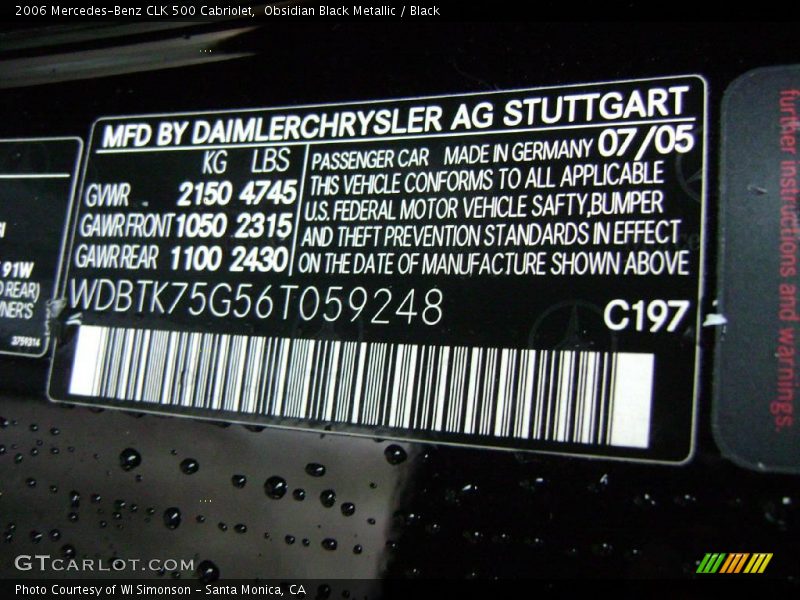 2006 Mercedes-Benz CLK 500 Cabriolet,  Obsidian Black Metallic / Black
MFD BY DAIMLERCHRYSLER AG STUTTGART
KG LBS
GVWR 2150 4745
GAWR FRONT 1050 2315
GAWR REAR 1100 2430
PASSENGER CAR MADE IN GERMANY 07/05
THIS VEHICLE CONFORMS TO ALL APPLICABLE
U.S. FEDERAL MOTOR VEHICLE SAFTY,BUMPER
AND THEFT PREVENTION STANDARDS IN EFFECT
ON THE DATE OF MANUFACTURE SHOWN ABOVE
WDBTK75G56T059248
C197
91W
REAR)
3759314
further instructions and warnings.
GTCARLOT.COM
Photo Courtesy of WI Simonson - Santa Monica, CA